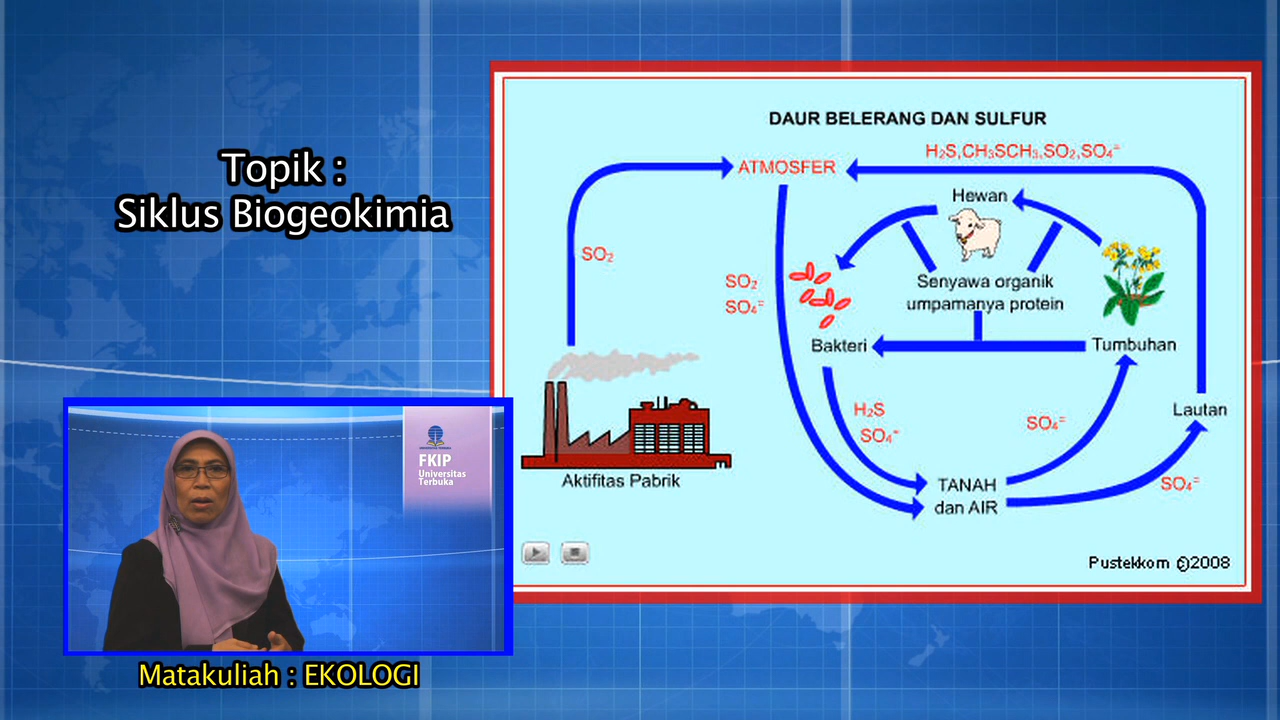 Topik :
Siklus Biogeokimia
DAUR BELERANG DAN SULFUR
H₂S,CH₃SCH₃,SO₂,SO₄⁼
ATMOSFER
Hewan
SO₂
SO₂
SO₄⁼
Senyawa organik
umpamanya protein
Bakteri
Tumbuhan
H₂S
SO₄⁼
SO₄⁼
Lautan
Aktifitas Pabrik
TANAH
dan AIR
SO₄⁼
Pustekkom ©2008
FKIP
Universitas
Terbuka
Matakuliah : EKOLOGI